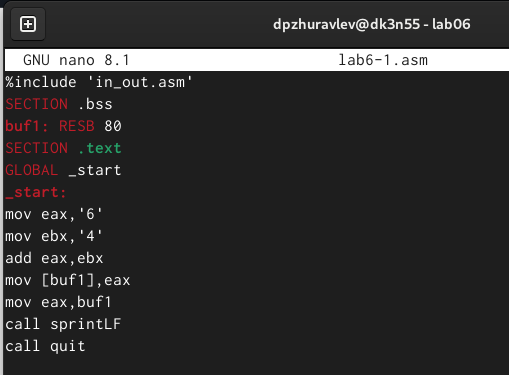 dpzhuravlev@dk3n55 - lab06
GNU nano 8.1 lab6-1.asm
%include 'in_out.asm'
SECTION .bss
buf1: RESB 80
SECTION .text
GLOBAL _start
_start:
mov eax,'6'
mov ebx,'4'
add eax,ebx
mov [buf1],eax
mov eax,buf1
call sprintLF
call quit